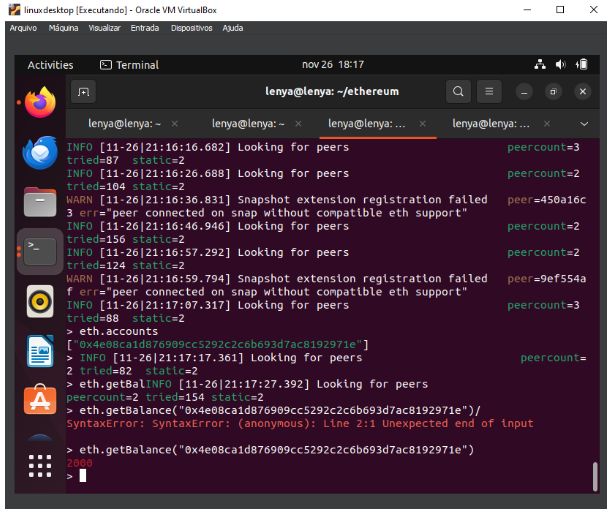 linuxdesktop [Executando] - Oracle VM VirtualBox
Arquivo Máquina Visualizar Entrada Dispositivos Ajuda
Activities Terminal nov 26 18:17
lenya@lenya: ~/ethereum
lenya@lenya: ~ × lenya@lenya: ~ × lenya@lenya: ... × lenya@lenya: ... ×
INFO [11-26|21:16:16.682] Looking for peers peercount=3
tried=87 static=2
INFO [11-26|21:16:26.688] Looking for peers peercount=2
tried=104 static=2
WARN [11-26|21:16:36.831] Snapshot extension registration failed peer=450a16c
3 err="peer connected on snap without compatible eth support"
INFO [11-26|21:16:46.946] Looking for peers peercount=2
tried=156 static=2
INFO [11-26|21:16:57.292] Looking for peers peercount=2
tried=124 static=2
WARN [11-26|21:16:59.794] Snapshot extension registration failed peer=9ef554a
f err="peer connected on snap without compatible eth support"
INFO [11-26|21:17:07.317] Looking for peers peercount=3
tried=88 static=2
> eth.accounts
["0x4e08ca1d876909cc5292c2c6b693d7ac8192971e"]
> INFO [11-26|21:17:17.361] Looking for peers peercount=
2 tried=82 static=2
> eth.getBalINFO [11-26|21:17:27.392] Looking for peers
peercount=2 tried=154 static=2
> eth.getBalance("0x4e08ca1d876909cc5292c2c6b693d7ac8192971e")/
SyntaxError: SyntaxError: (anonymous): Line 2:1 Unexpected end of input
> eth.getBalance("0x4e08ca1d876909cc5292c2c6b693d7ac8192971e")
2000
>